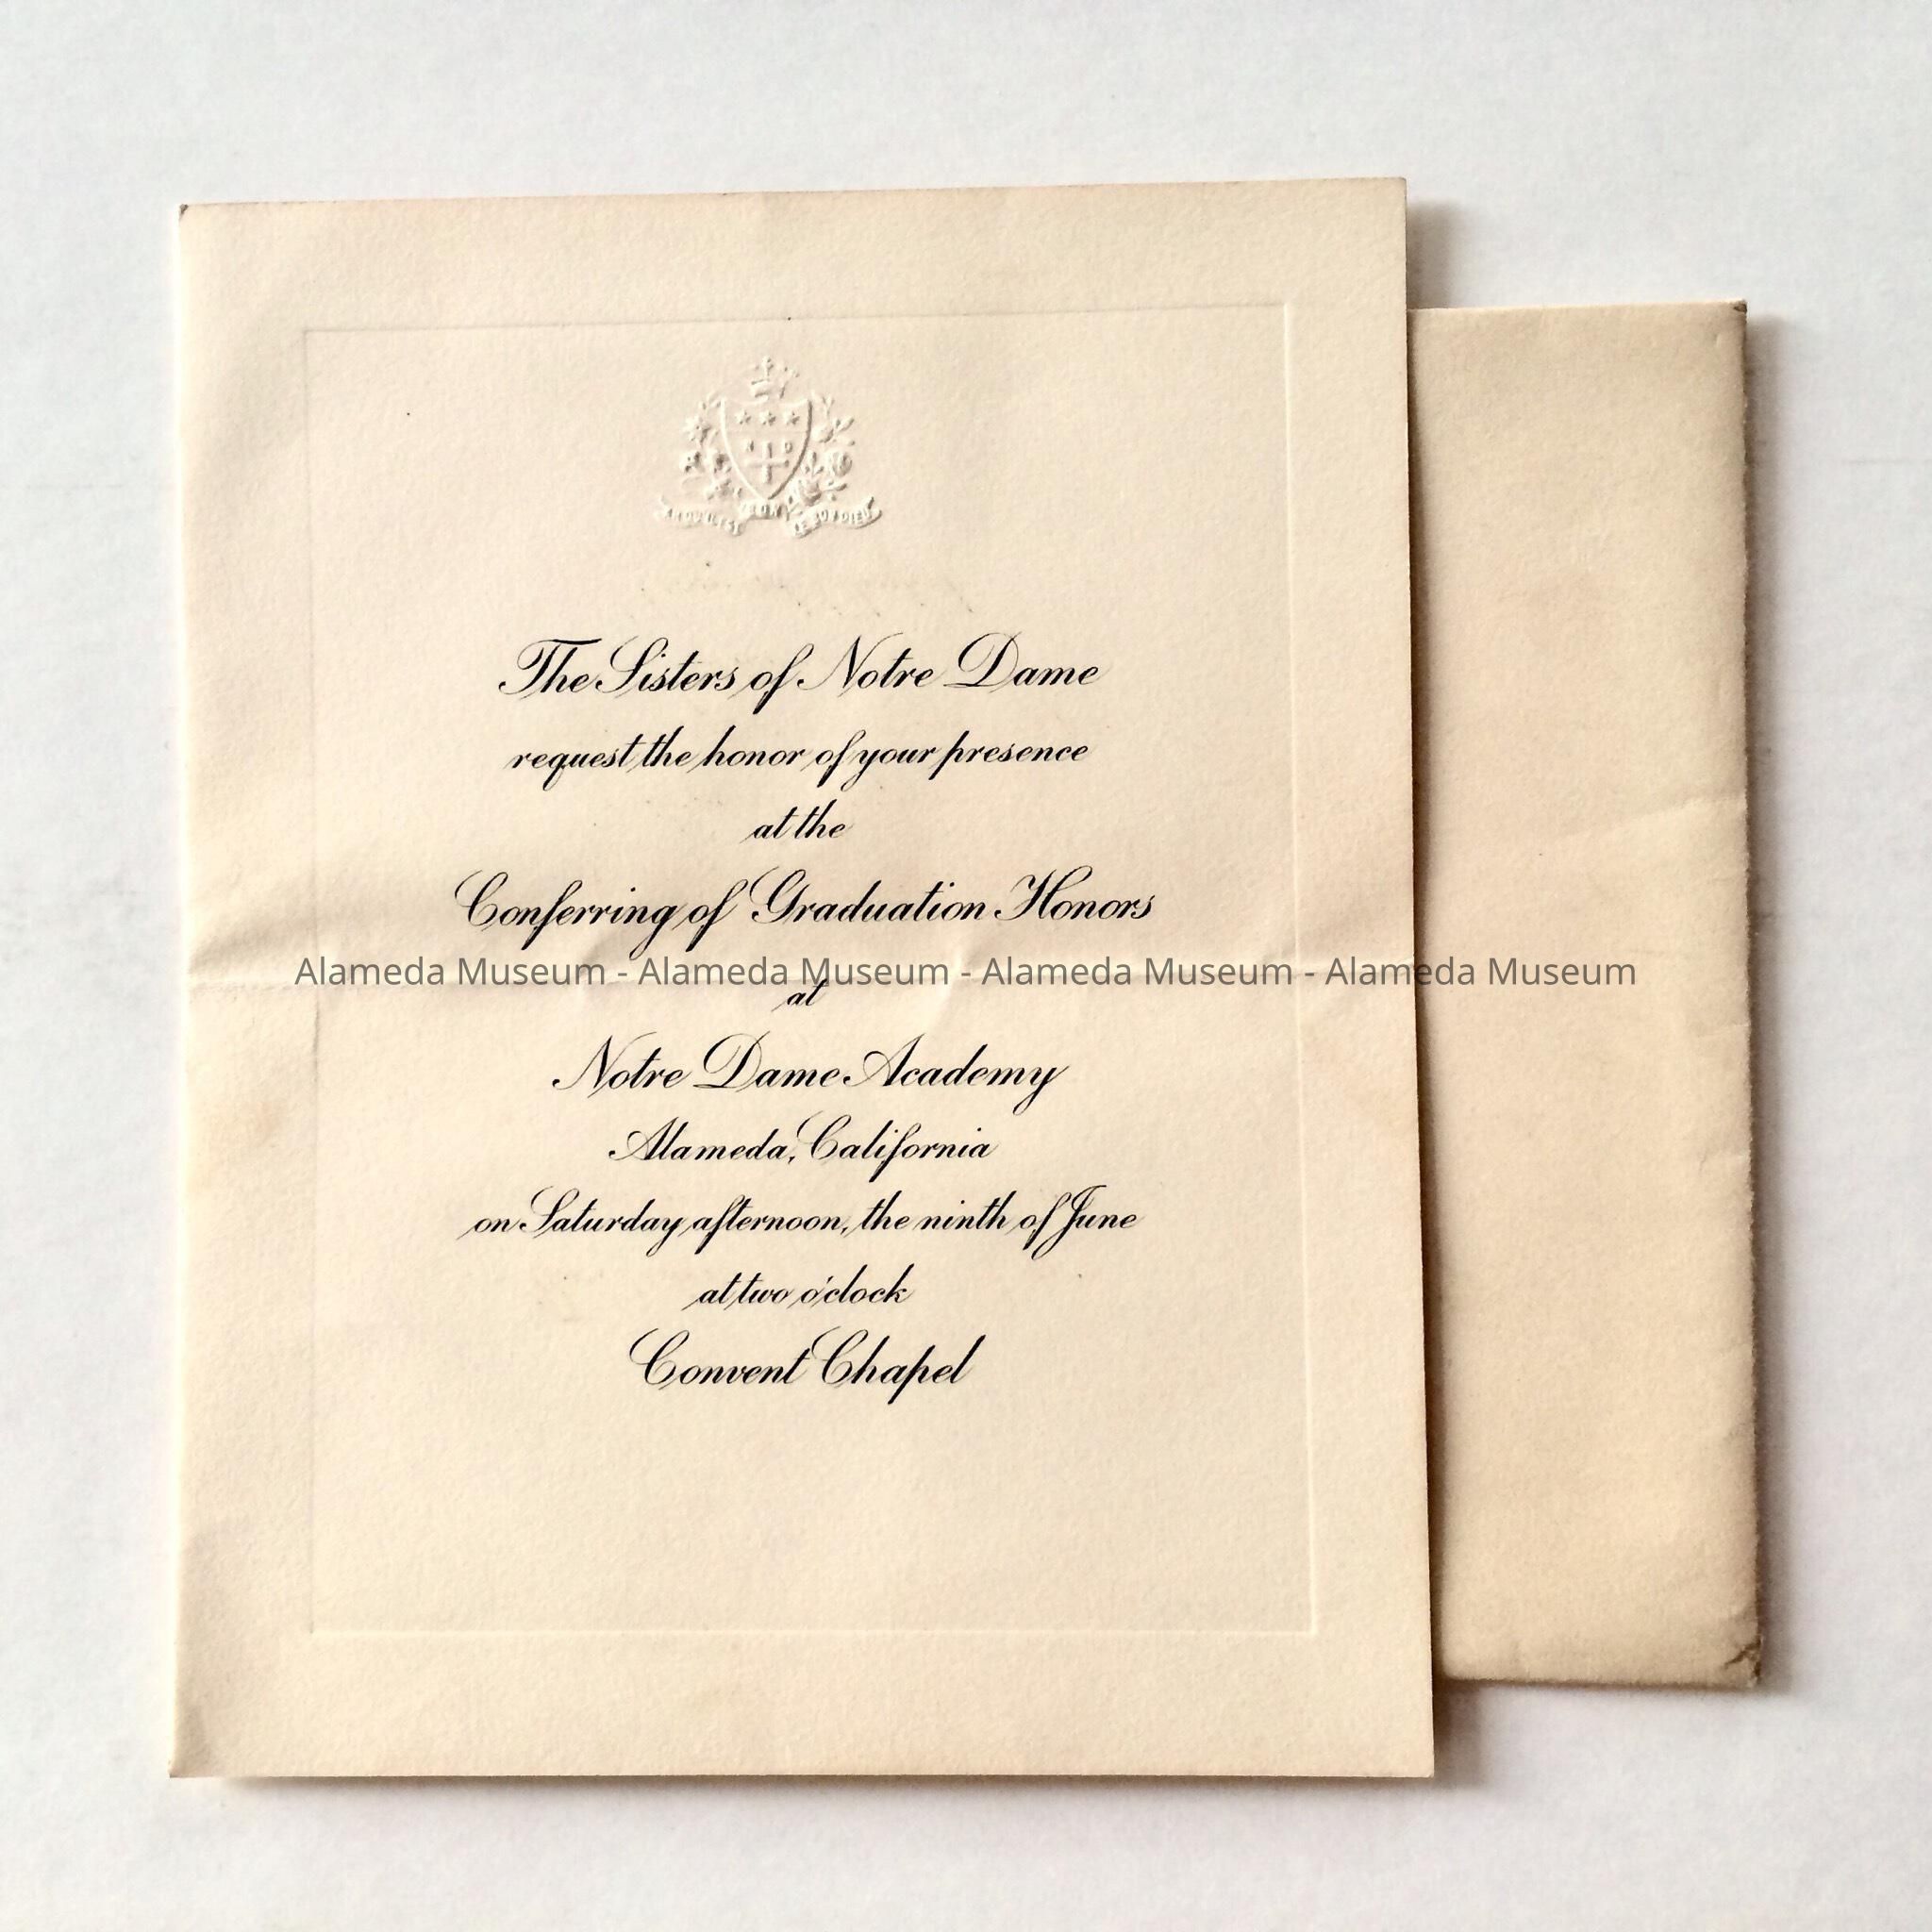 The Sisters of Notre Dame
request the honor of your presence
at the
Conferring of Graduation Honors
Alameda Museum - Alameda Museum - Alameda Museum - Alameda Museum
at
Notre Dame Academy
Alameda, California
on Saturday afternoon, the ninth of June
at two o'clock
Convent Chapel